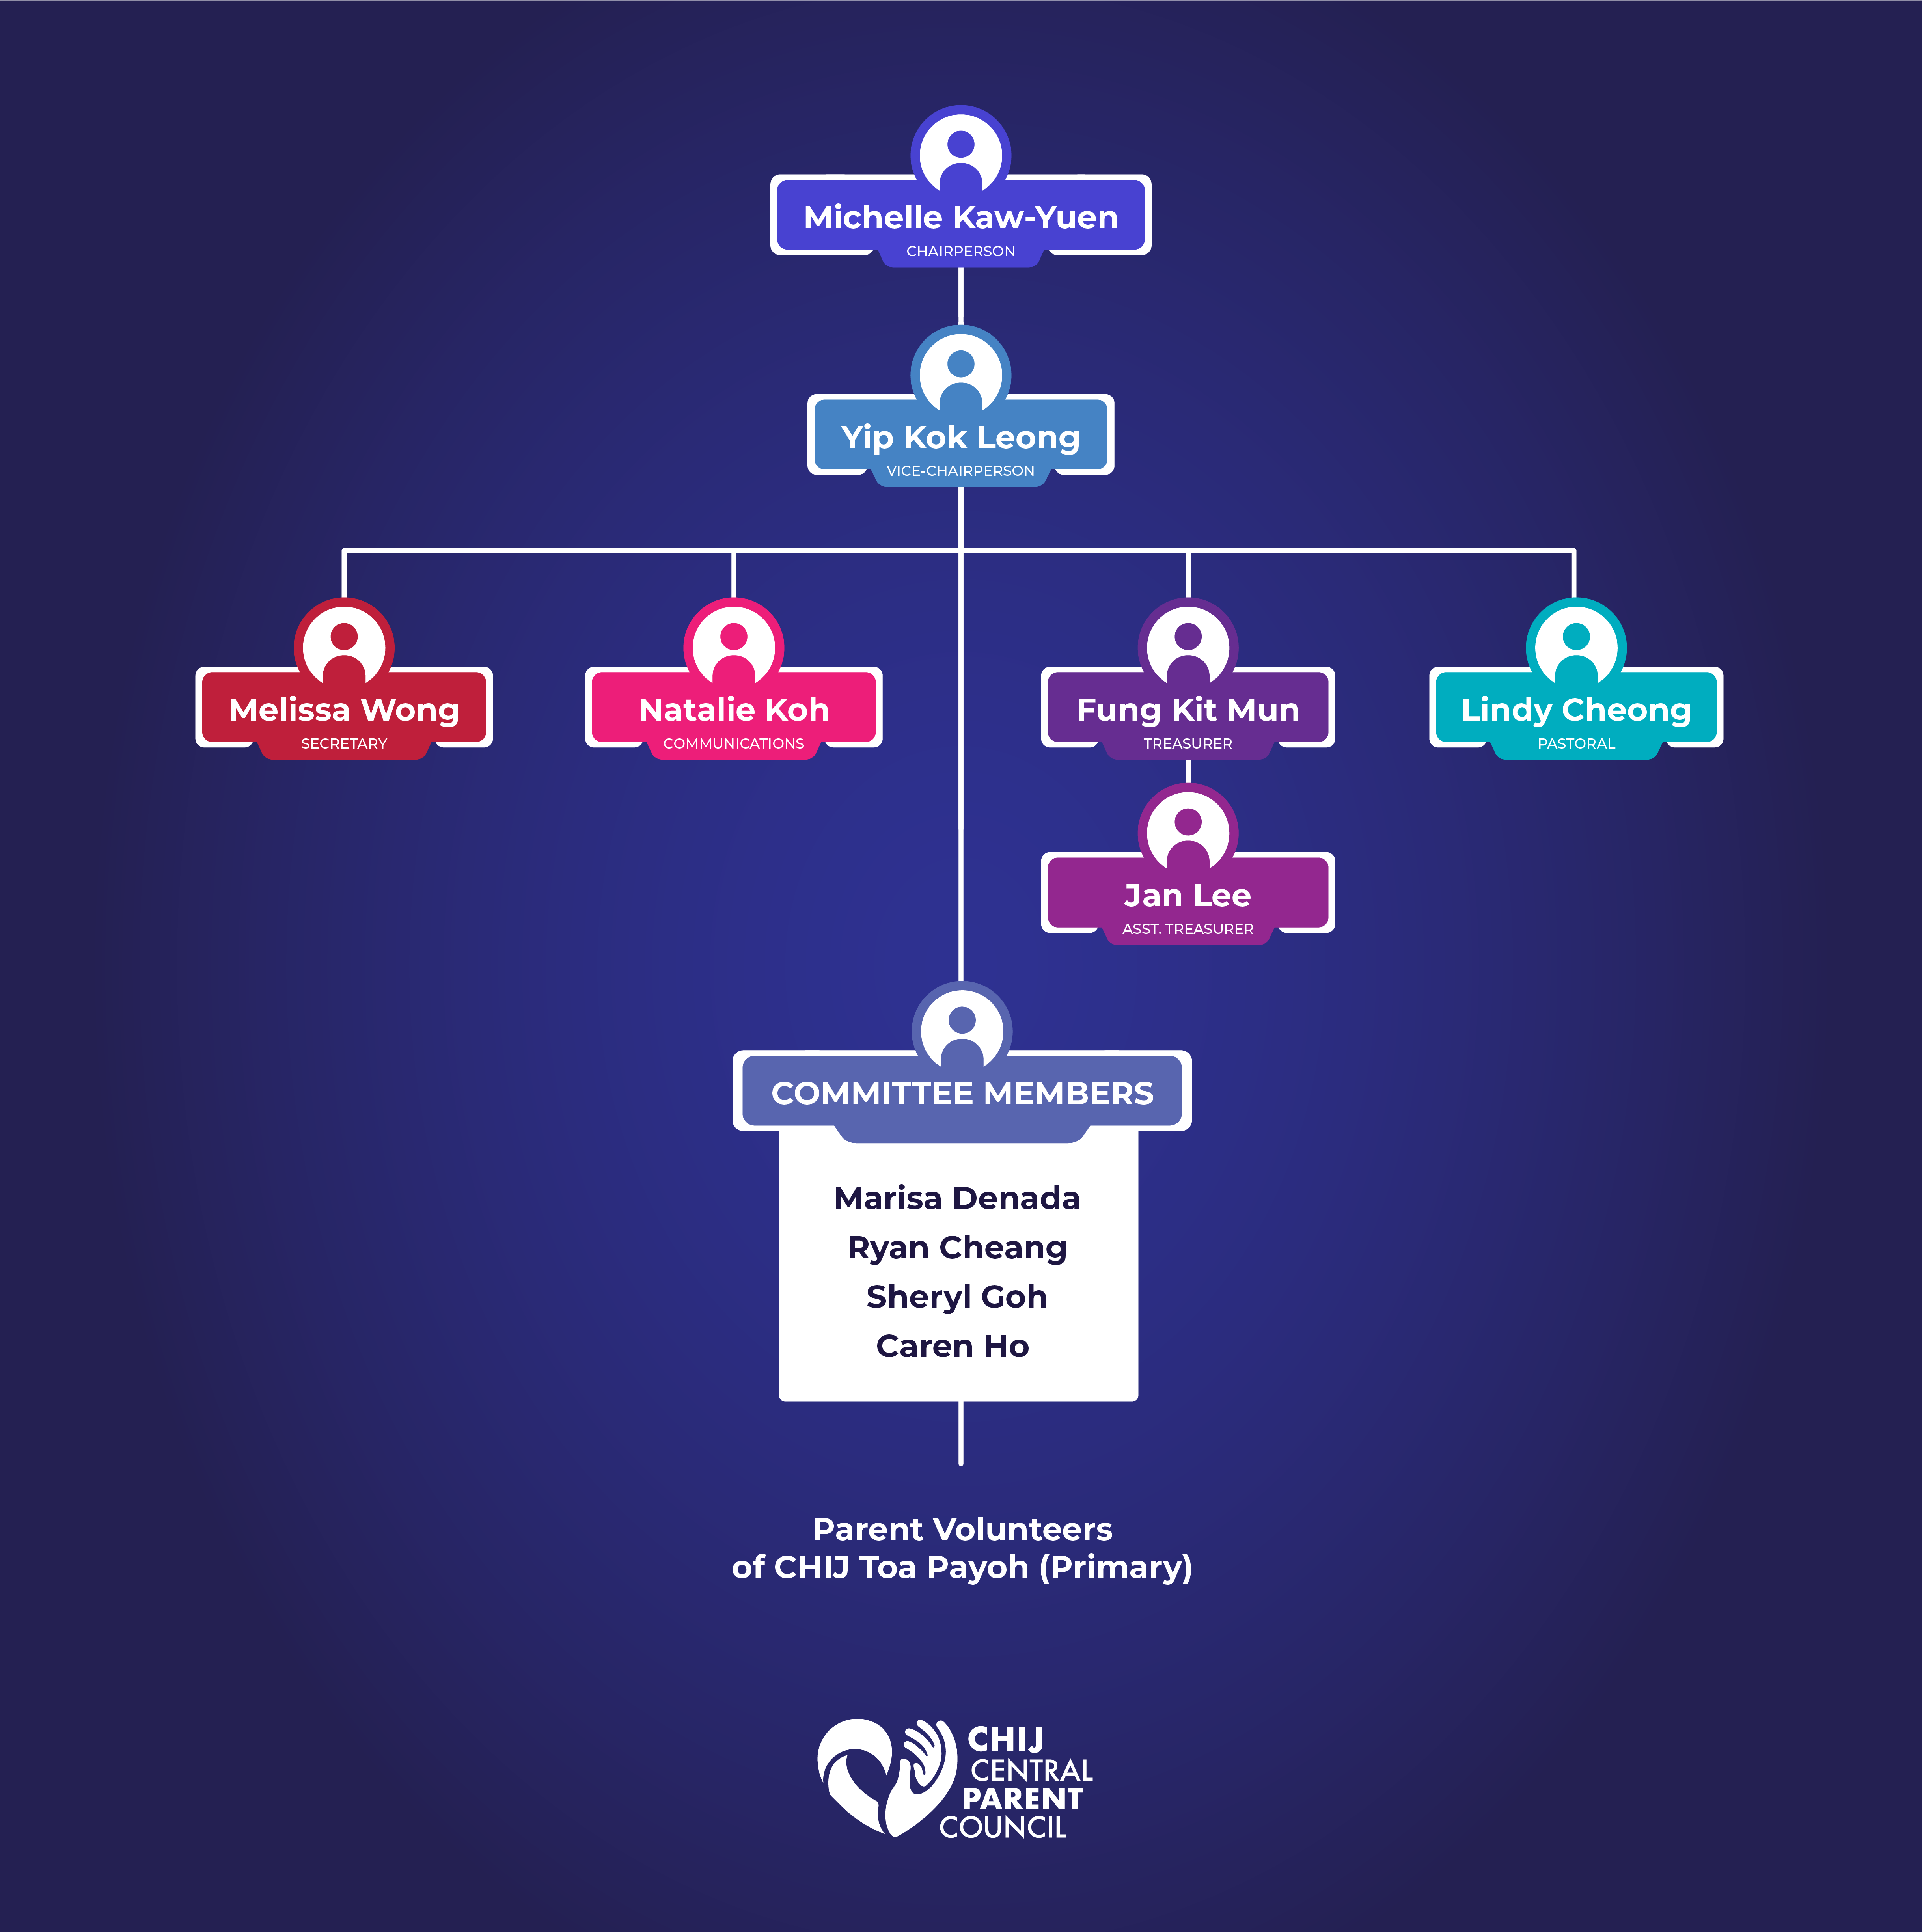 Michelle Kaw-Yuen
CHAIRPERSON
Yip Kok Leong
VICE-CHAIRPERSON
Melissa Wong
SECRETARY
Natalie Koh
COMMUNICATIONS
Fung Kit Mun
TREASURER
Lindy Cheong
PASTORAL
Jan Lee
ASST. TREASURER
COMMITTEE MEMBERS
Marisa Denada
Ryan Cheang
Sheryl Goh
Caren Ho
Parent Volunteers
of CHIJ Toa Payoh (Primary)
CHIJ
CENTRAL
PARENT
COUNCIL